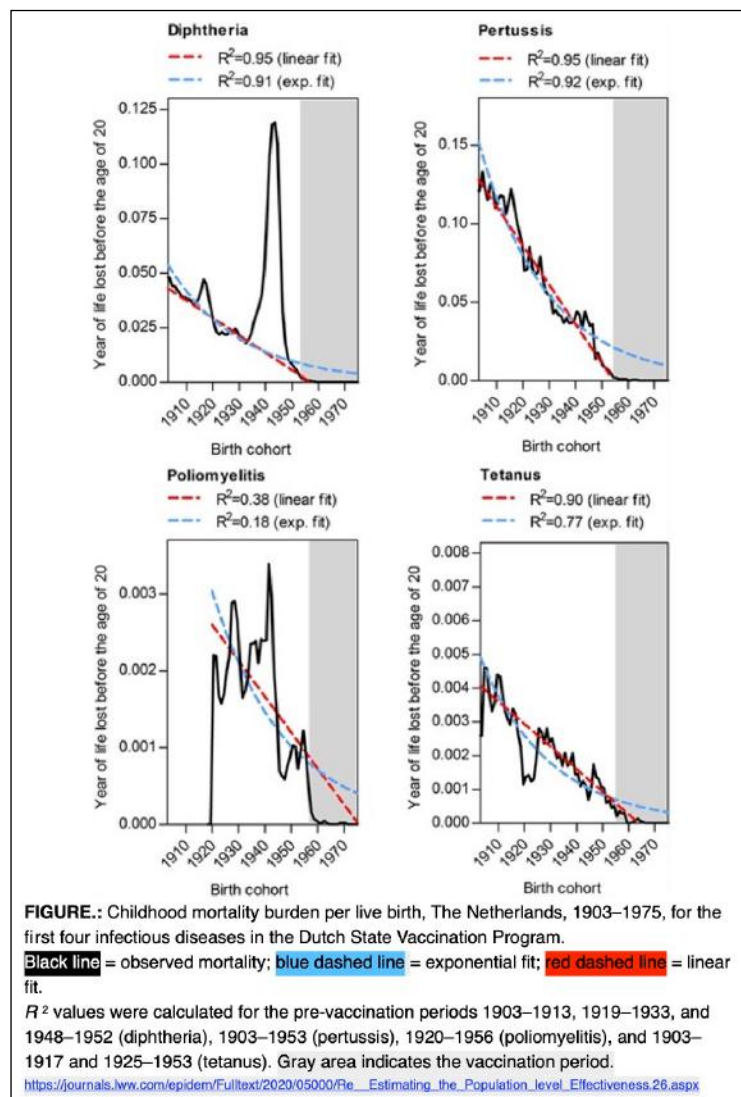 Diphtheria
R²=0.95 (linear fit)
R²=0.91 (exp. fit)
Year of life lost before the age of 20
0.125
0.100
0.075
0.050
0.025
0.000
1910 1920 1930 1940 1950 1960 1970
Birth cohort
Pertussis
R²=0.95 (linear fit)
R²=0.92 (exp. fit)
Year of life lost before the age of 20
0.15
0.10
0.05
0.00
1910 1920 1930 1940 1950 1960 1970
Birth cohort
Poliomyelitis
R²=0.38 (linear fit)
R²=0.18 (exp. fit)
Year of life lost before the age of 20
0.003
0.002
0.001
0.000
1910 1920 1930 1940 1950 1960 1970
Birth cohort
Tetanus
R²=0.90 (linear fit)
R²=0.77 (exp. fit)
Year of life lost before the age of 20
0.008
0.007
0.006
0.005
0.004
0.003
0.002
0.001
0.000
1910 1920 1930 1940 1950 1960 1970
Birth cohort
FIGURE.: Childhood mortality burden per live birth, The Netherlands, 1903–1975, for the
first four infectious diseases in the Dutch State Vaccination Program.
Black line = observed mortality; blue dashed line = exponential fit; red dashed line = linear
fit.
R² values were calculated for the pre-vaccination periods 1903–1913, 1919–1933, and
1948–1952 (diphtheria), 1903–1953 (pertussis), 1920–1956 (poliomyelitis), and 1903–
1917 and 1925–1953 (tetanus). Gray area indicates the vaccination period.
https://journals.lww.com/epidem/Fulltext/2020/05000/Re__Estimating_the_Population_level_Effectiveness.26.aspx